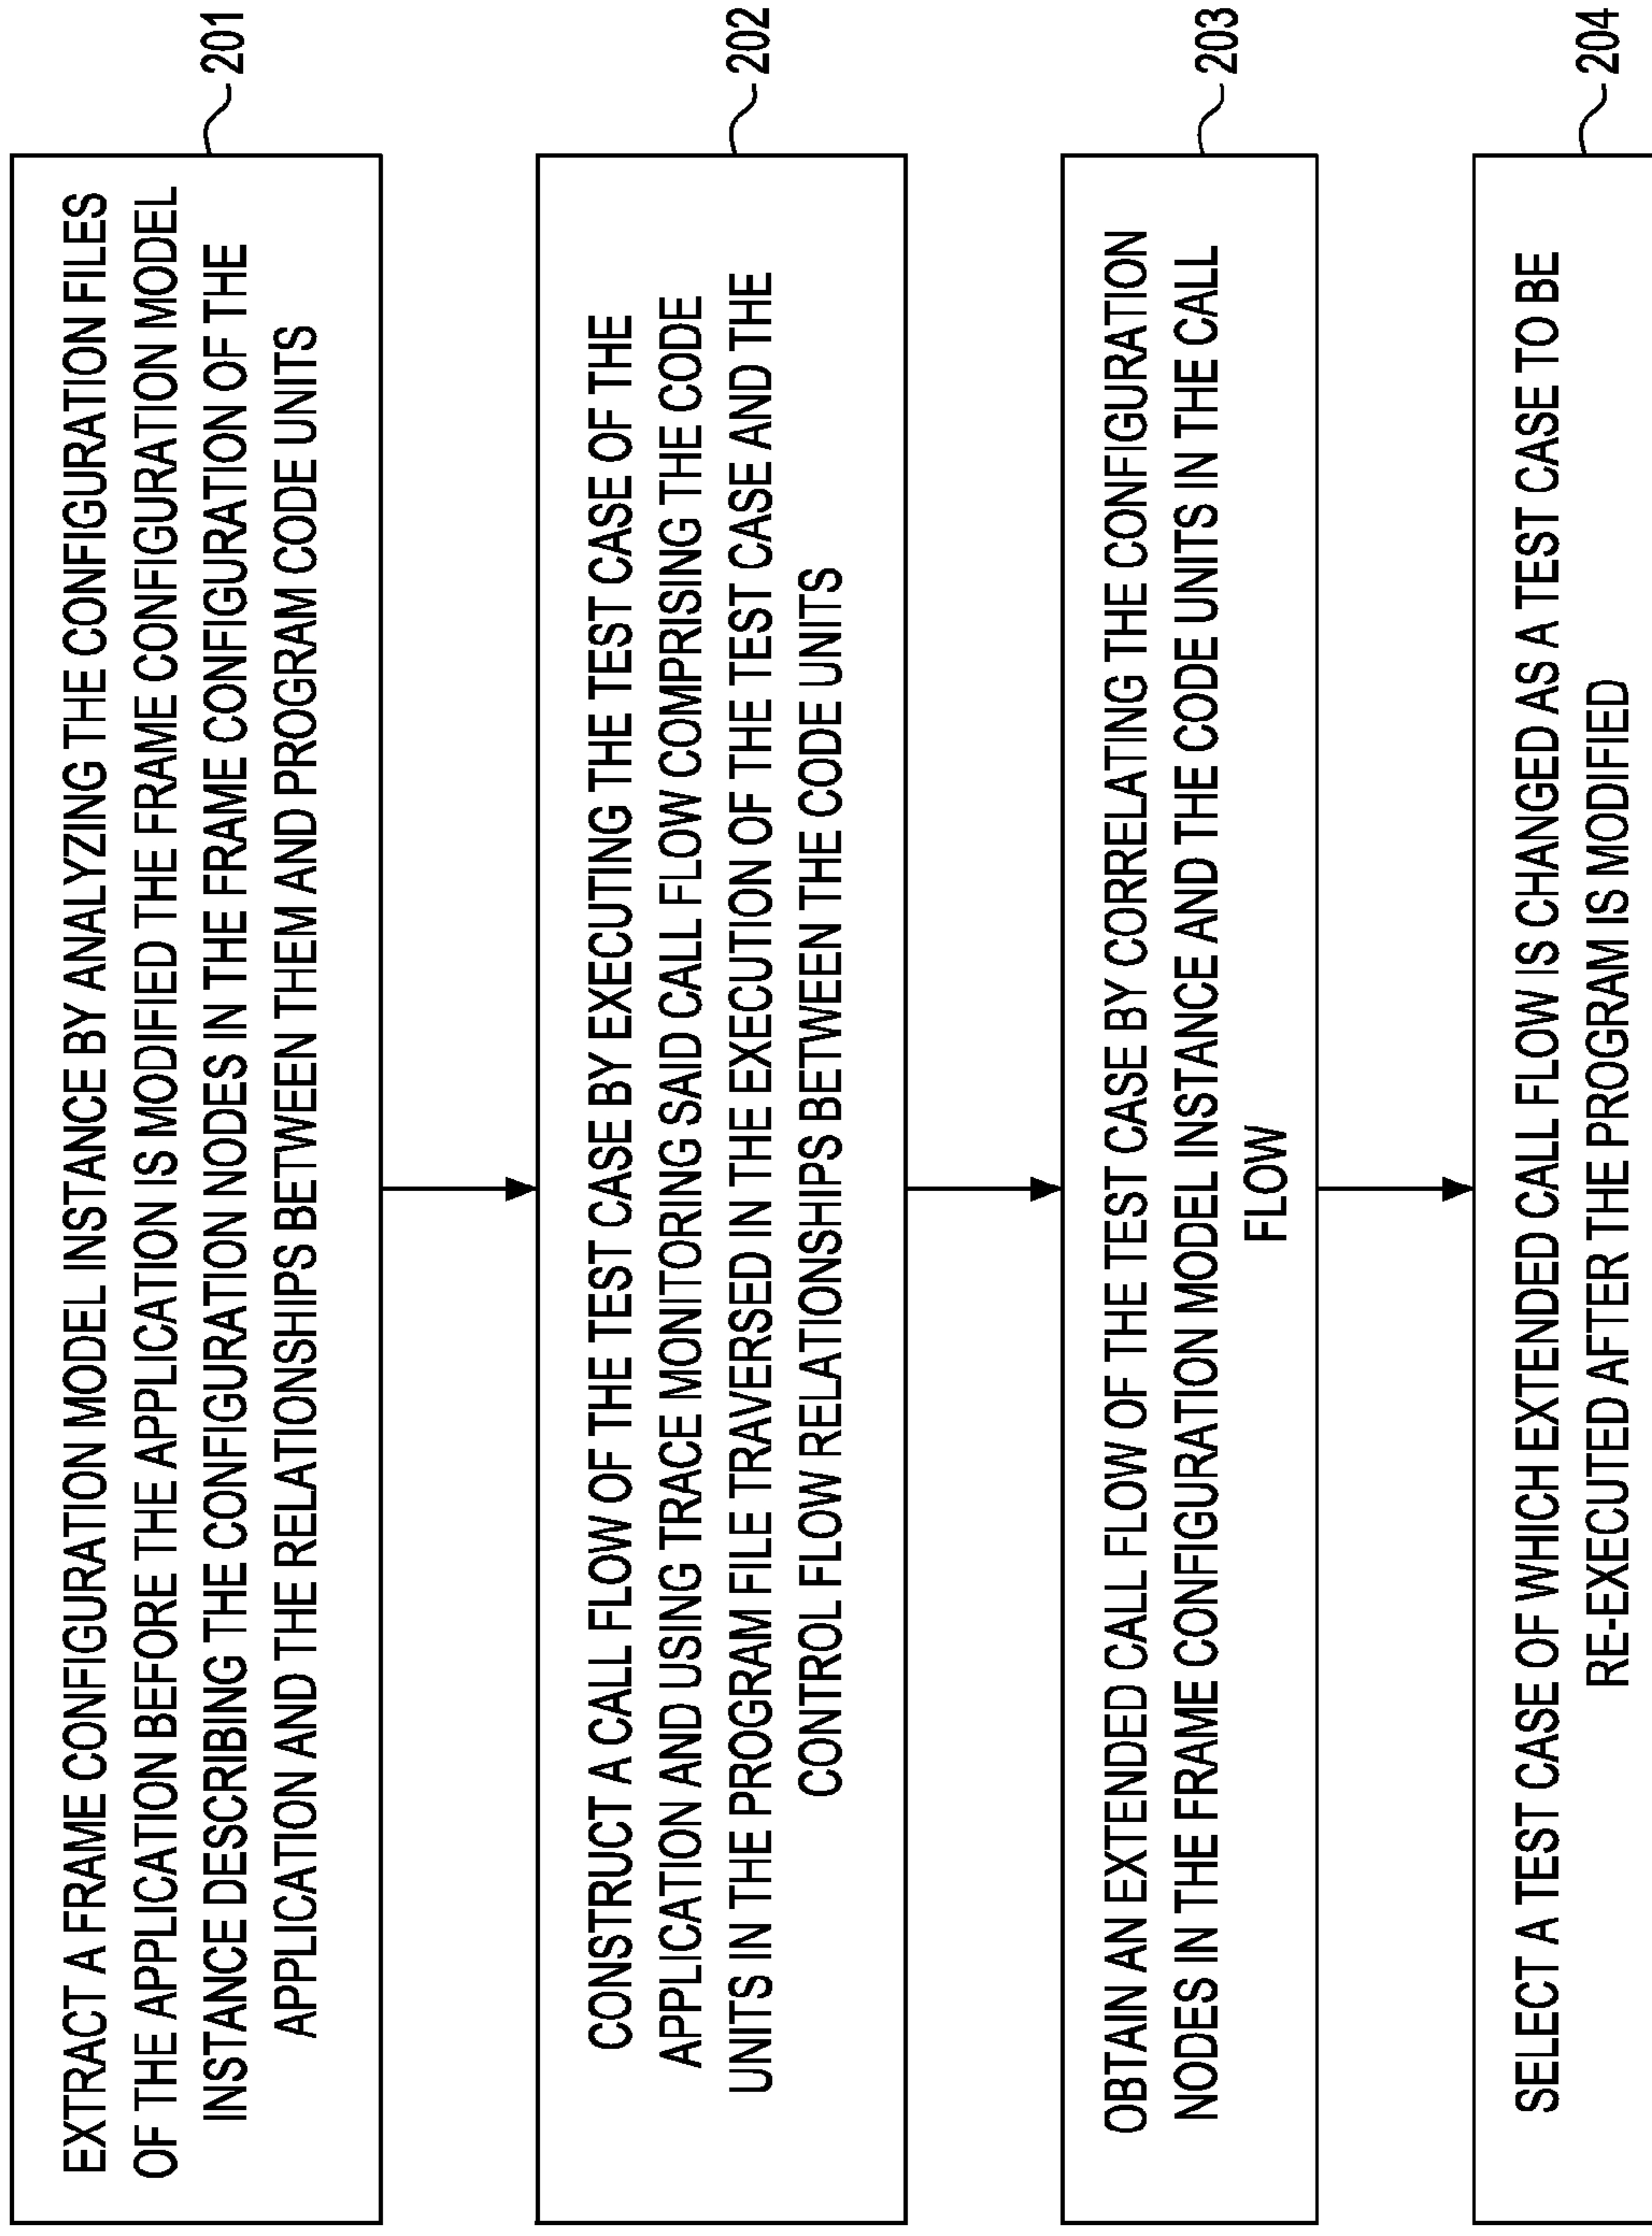 EXTRACT A FRAME CONFIGURATION MODEL INSTANCE BY ANALYZING THE CONFIGURATION FILES
OF THE APPLICATION BEFORE THE APPLICATION IS MODIFIED THE FRAME CONFIGURATION MODEL
INSTANCE DESCRIBING THE CONFIGURATION NODES IN THE FRAME CONFIGURATION OF THE
APPLICATION AND THE RELATIONSHIPS BETWEEN THEM AND PROGRAM CODE UNITS
201
CONSTRUCT A CALL FLOW OF THE TEST CASE BY EXECUTING THE TEST CASE OF THE
APPLICATION AND USING TRACE MONITORING SAID CALL FLOW COMPRISING THE CODE
UNITS IN THE PROGRAM FILE TRAVERSED IN THE EXECUTION OF THE TEST CASE AND THE
CONTROL FLOW RELATIONSHIPS BETWEEN THE CODE UNITS
202
OBTAIN AN EXTENDED CALL FLOW OF THE TEST CASE BY CORRELATING THE CONFIGURATION
NODES IN THE FRAME CONFIGURATION MODEL INSTANCE AND THE CODE UNITS IN THE CALL
FLOW
203
SELECT A TEST CASE OF WHICH EXTENDED CALL FLOW IS CHANGED AS A TEST CASE TO BE
RE-EXECUTED AFTER THE PROGRAM IS MODIFIED
204